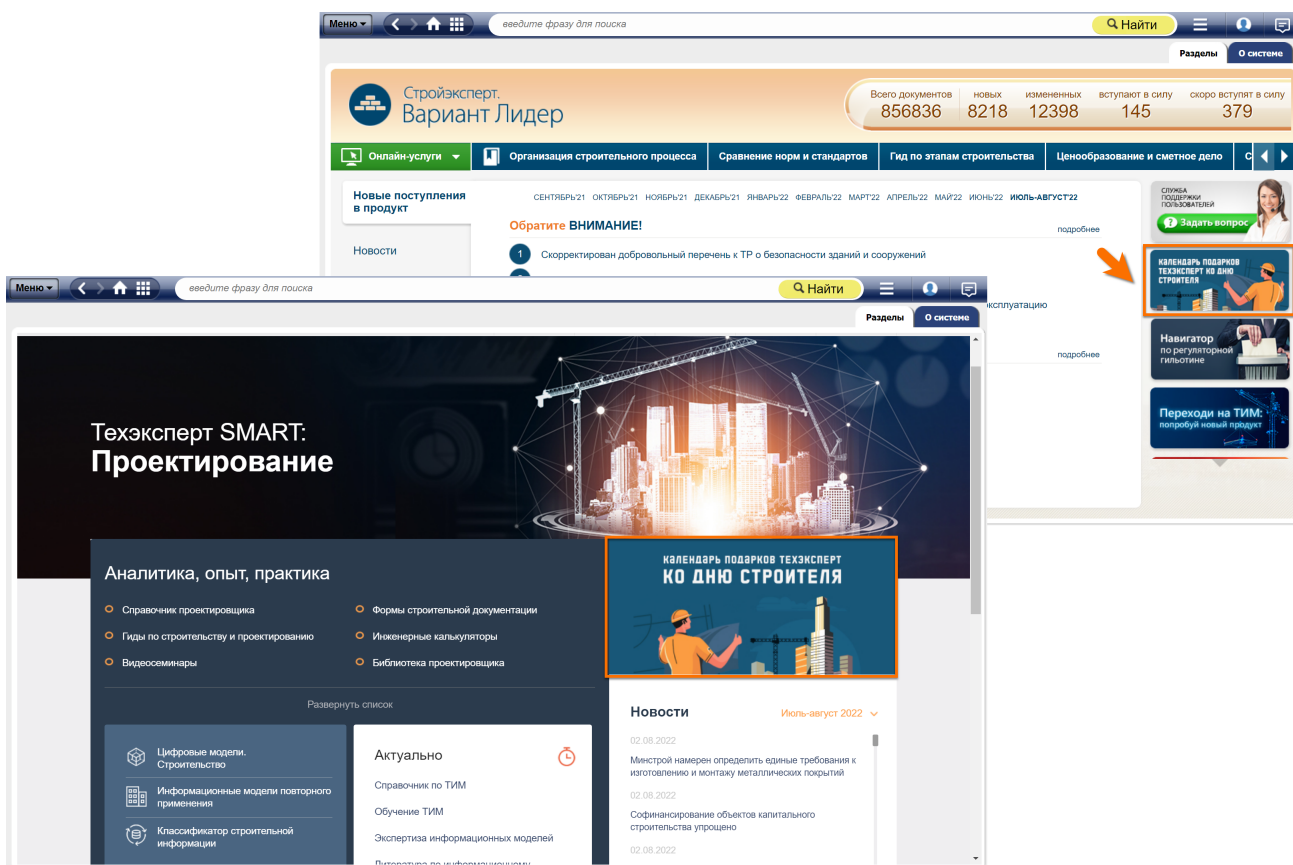 Меню
введите фразу для поиска
Найти
Разделы
О системе
Стройэксперт.
Вариант Лидер
Всего документов
856836
новых
8218
измененных
12398
вступают в силу
145
скоро вступят в силу
379
Онлайн-услуги
Организация строительного процесса
Сравнение норм и стандартов
Гид по этапам строительства
Ценообразование и сметное дело
С
Новые поступления
в продукт
Новости
СЕНТЯБРЬ'21 ОКТЯБРЬ'21 НОЯБРЬ'21 ДЕКАБРЬ'21 ЯНВАРЬ'22 ФЕВРАЛЬ'22 МАРТ'22 АПРЕЛЬ'22 МАЙ'22 ИЮНЬ'22 ИЮЛЬ-АВГУСТ'22
Обратите ВНИМАНИЕ!
подробнее
1 Скорректирован добровольный перечень к ТР о безопасности зданий и сооружений
эксплуатацию
подробнее
СЛУЖБА
ПОДДЕРЖКИ
ПОЛЬЗОВАТЕЛЕЙ
Задать вопрос
КАЛЕНДАРЬ ПОДАРКОВ
ТЕХЭКСПЕРТ КО ДНЮ
СТРОИТЕЛЯ
Навигатор
по регуляторной
гильотине
Переходи на ТИМ:
попробуй новый продукт
Меню
введите фразу для поиска
Найти
Разделы
О системе
Техэксперт SMART:
Проектирование
Аналитика, опыт, практика
Справочник проектировщика
Гиды по строительству и проектированию
Видеосеминары
Формы строительной документации
Инженерные калькуляторы
Библиотека проектировщика
Развернуть список
КАЛЕНДАРЬ ПОДАРКОВ ТЕХЭКСПЕРТ
КО ДНЮ СТРОИТЕЛЯ
Цифровые модели.
Строительство
Информационные модели повторного
применения
Классификатор строительной
информации
Актуально
Справочник по ТИМ
Обучение ТИМ
Экспертиза информационных моделей
Литература по информационному
Новости
Июль-август 2022
02.08.2022
Минстрой намерен определить единые требования к
изготовлению и монтажу металлических покрытий
02.08.2022
Софинансирование объектов капитального
строительства упрощено
02.08.2022